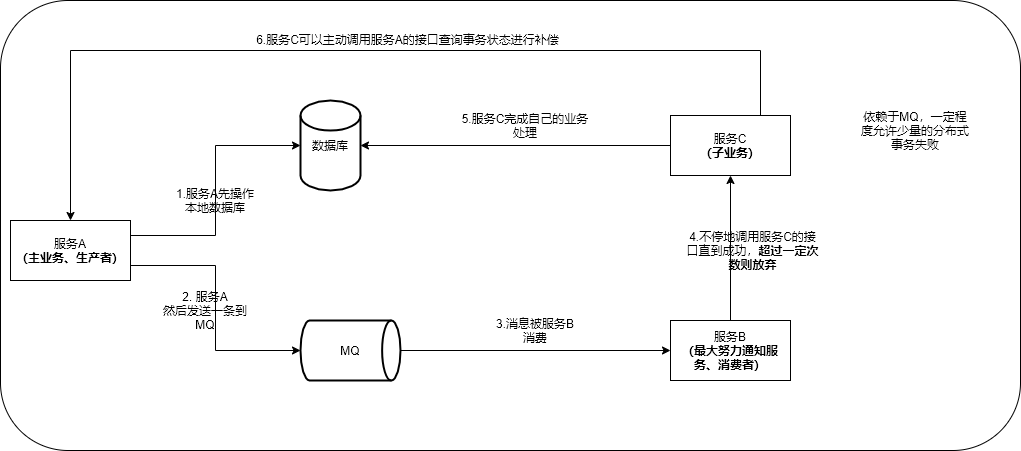 6.服务C可以主动调用服务A的接口查询事务状态进行补偿
数据库
5.服务C完成自己的业务
处理
服务C
（子业务）
依赖于MQ，一定程
度允许少量的分布式
事务失败
1.服务A先操作
本地数据库
服务A
（主业务、生产者）
4.不停地调用服务C的接
口直到成功，超过一定次
数则放弃
2. 服务A
然后发送一条到
MQ
MQ
3.消息被服务B
消费
服务B
（最大努力通知服
务、消费者）